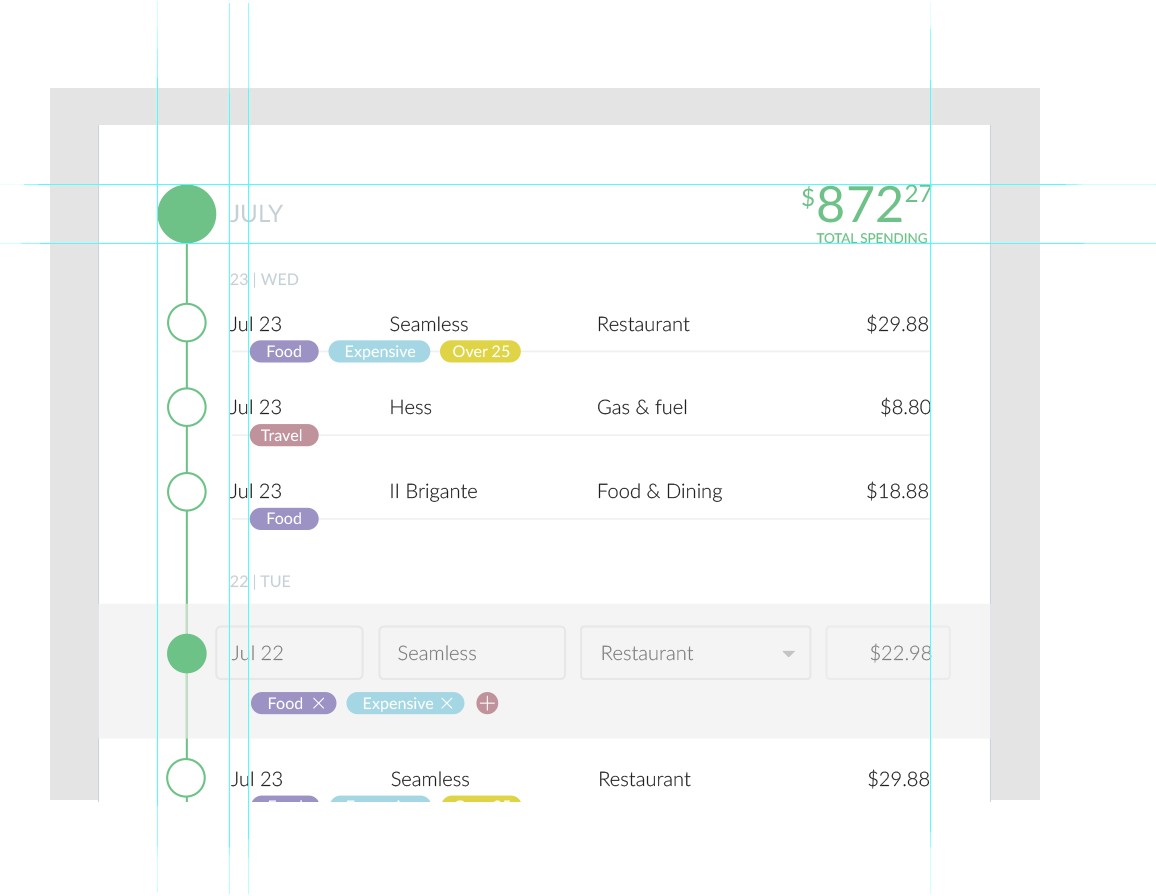 JULY $872 27
TOTAL SPENDING
23 | WED
Jul 23 Seamless Restaurant $29.88
Food Expensive Over 25
Jul 23 Hess Gas & fuel $8.80
Travel
Jul 23 Il Brigante Food & Dining $18.88
Food
22 | TUE
Jul 22 Seamless Restaurant $22.98
Food Expensive
Jul 23 Seamless Restaurant $29.88